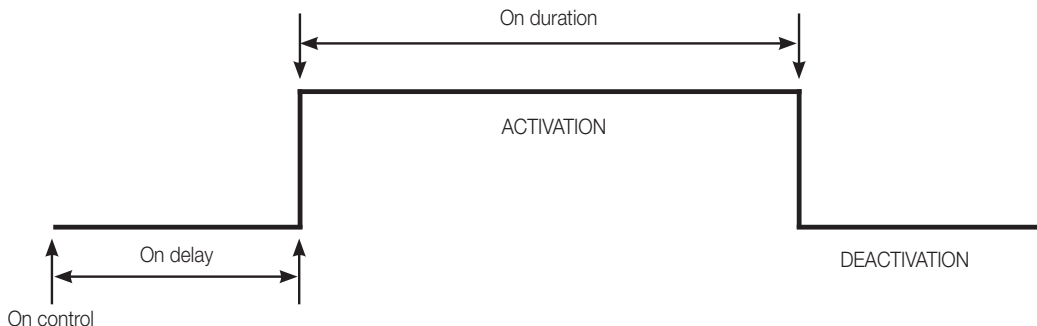 On duration
ACTIVATION
On delay
DEACTIVATION
On control